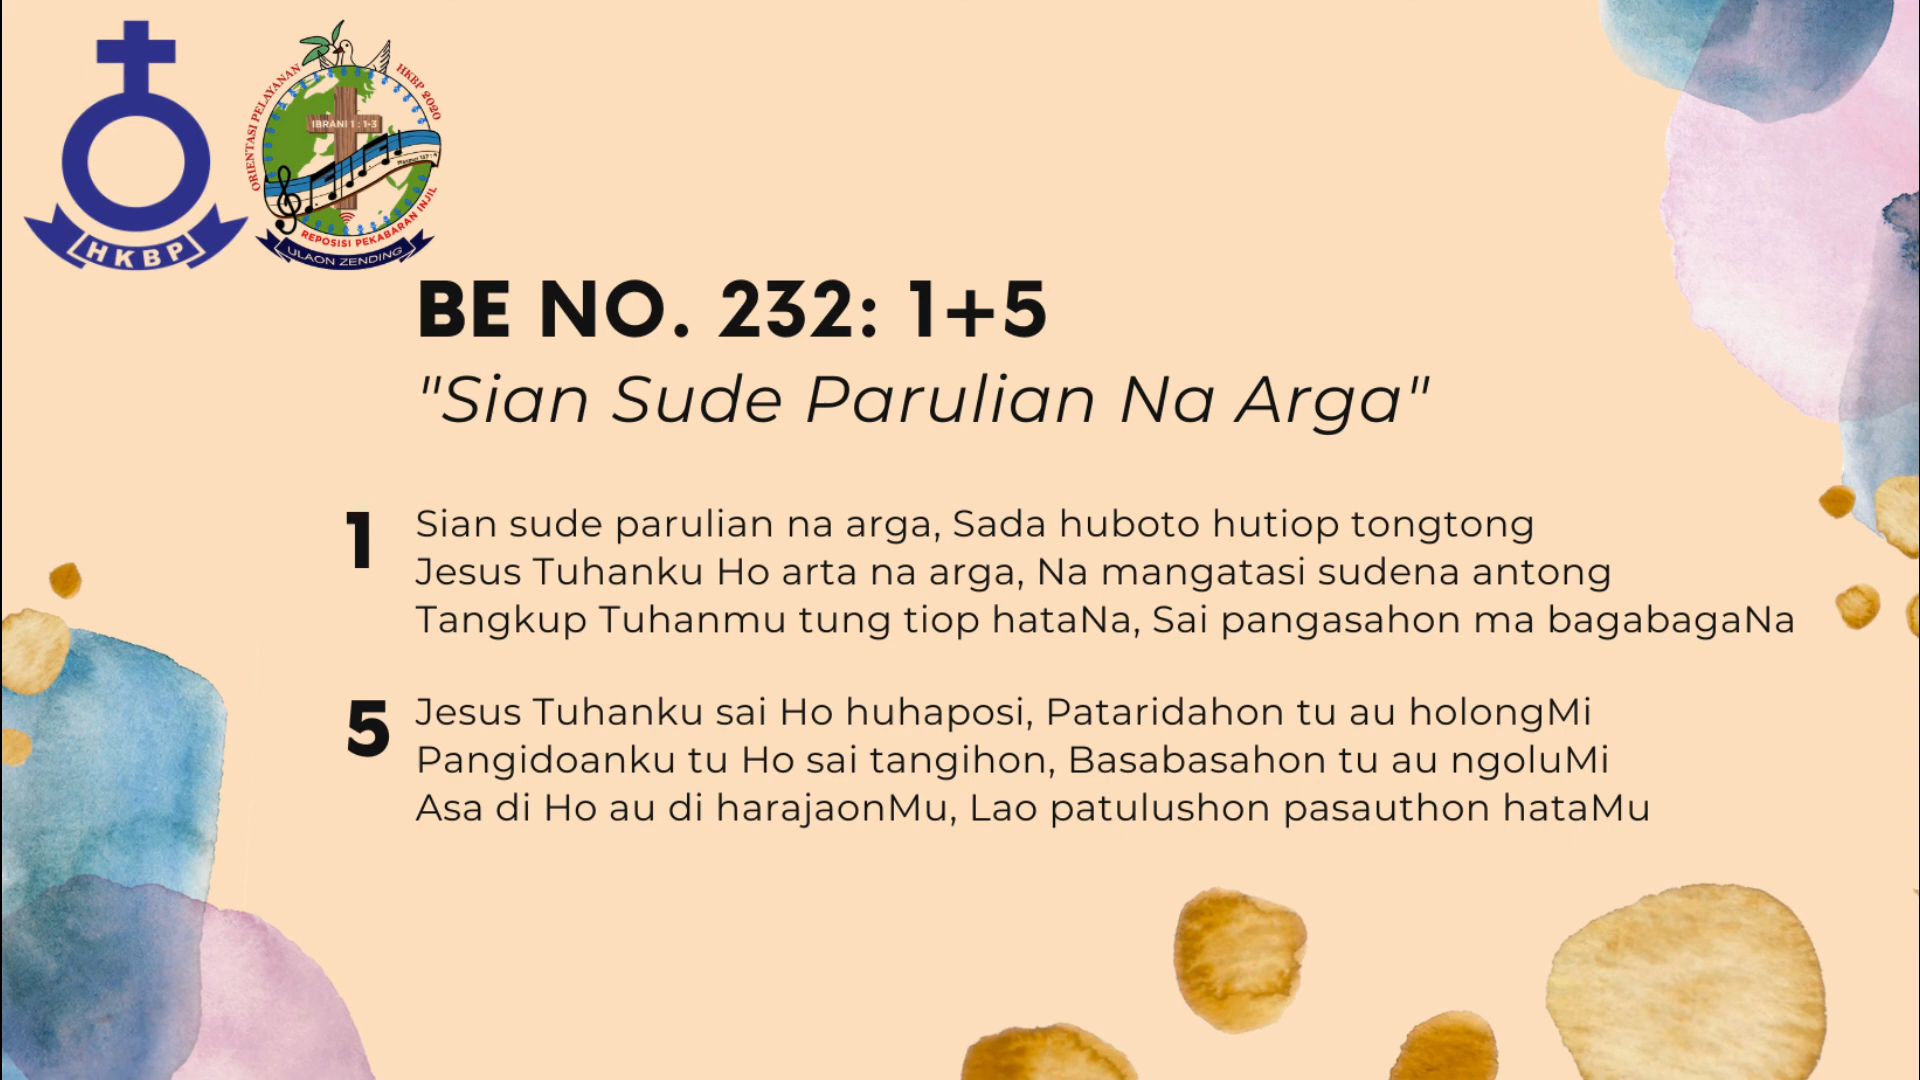 HKBP
ORIENTASI PELAYANAN HKBP 2020
IBRANI 1 : 1-3
REPOSISI PEKABARAN INJIL
ULAON ZENDING
BE NO. 232: 1+5
"Sian Sude Parulian Na Arga"
1 Sian sude parulian na arga, Sada huboto hutiop tongtong
Jesus Tuhanku Ho arta na arga, Na mangatasi sudena antong
Tangkup Tuhanmu tung tiop hataNa, Sai pangasahon ma bagabagaNa
5 Jesus Tuhanku sai Ho huhaposi, Pataridahon tu au holongMi
Pangidoanku tu Ho sai tangihon, Basabasahon tu au ngoluMi
Asa di Ho au di harajaonMu, Lao patulushon pasauthon hataMu